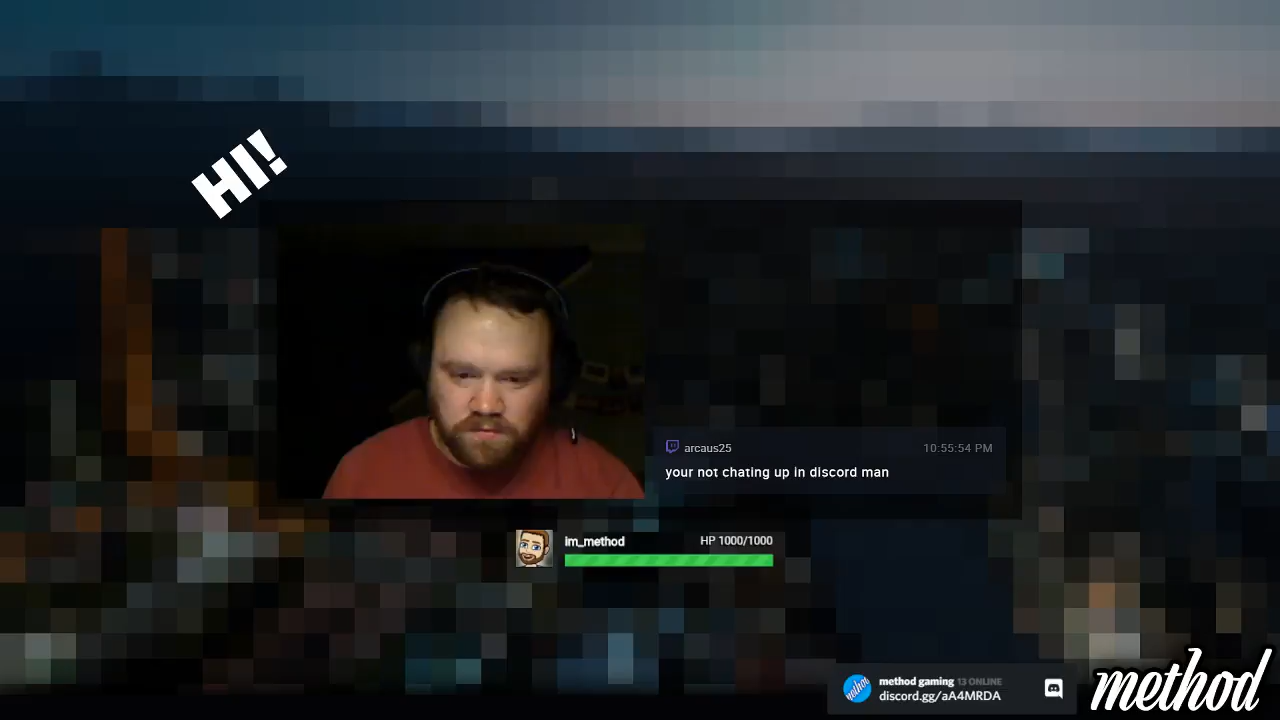 HI!
arcaus25 10:55:54 PM
your not chating up in discord man
im_method HP 1000/1000
method gaming 13 ONLINE
discord.gg/aA4MRDA
method
method